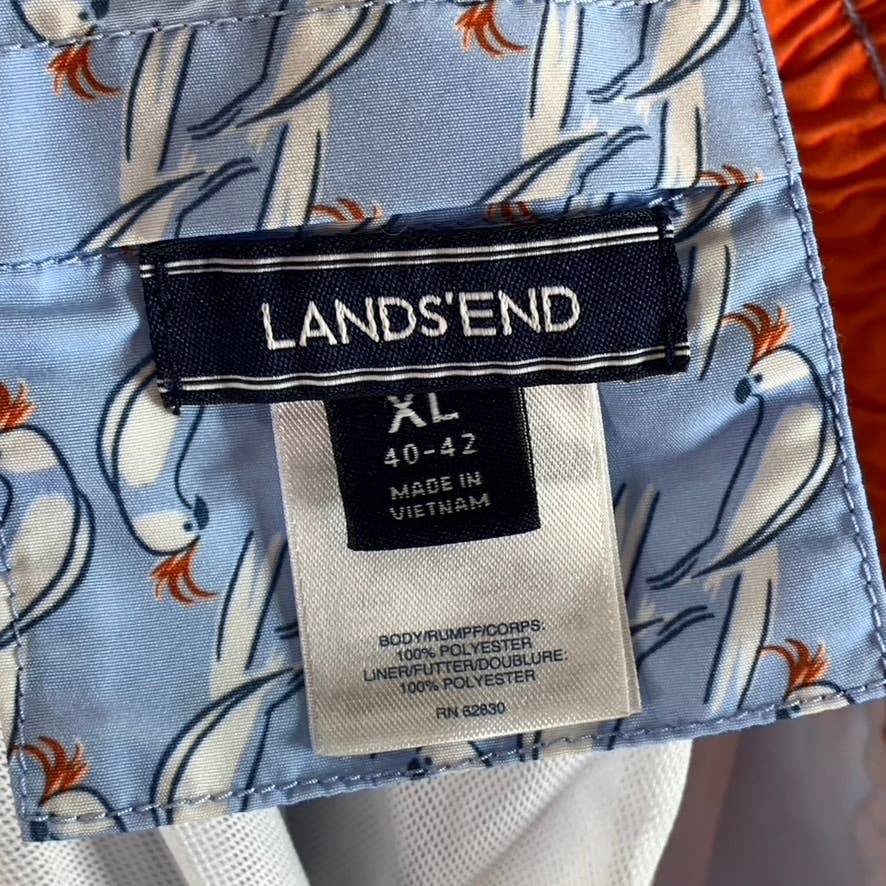 LANDS'END
XL
40-42
MADE IN
VIETNAM
BODY/RUMPF/CORPS:
100% POLYESTER
LINER/FUTTER/DOUBLURE:
100% POLYESTER
RN 62830